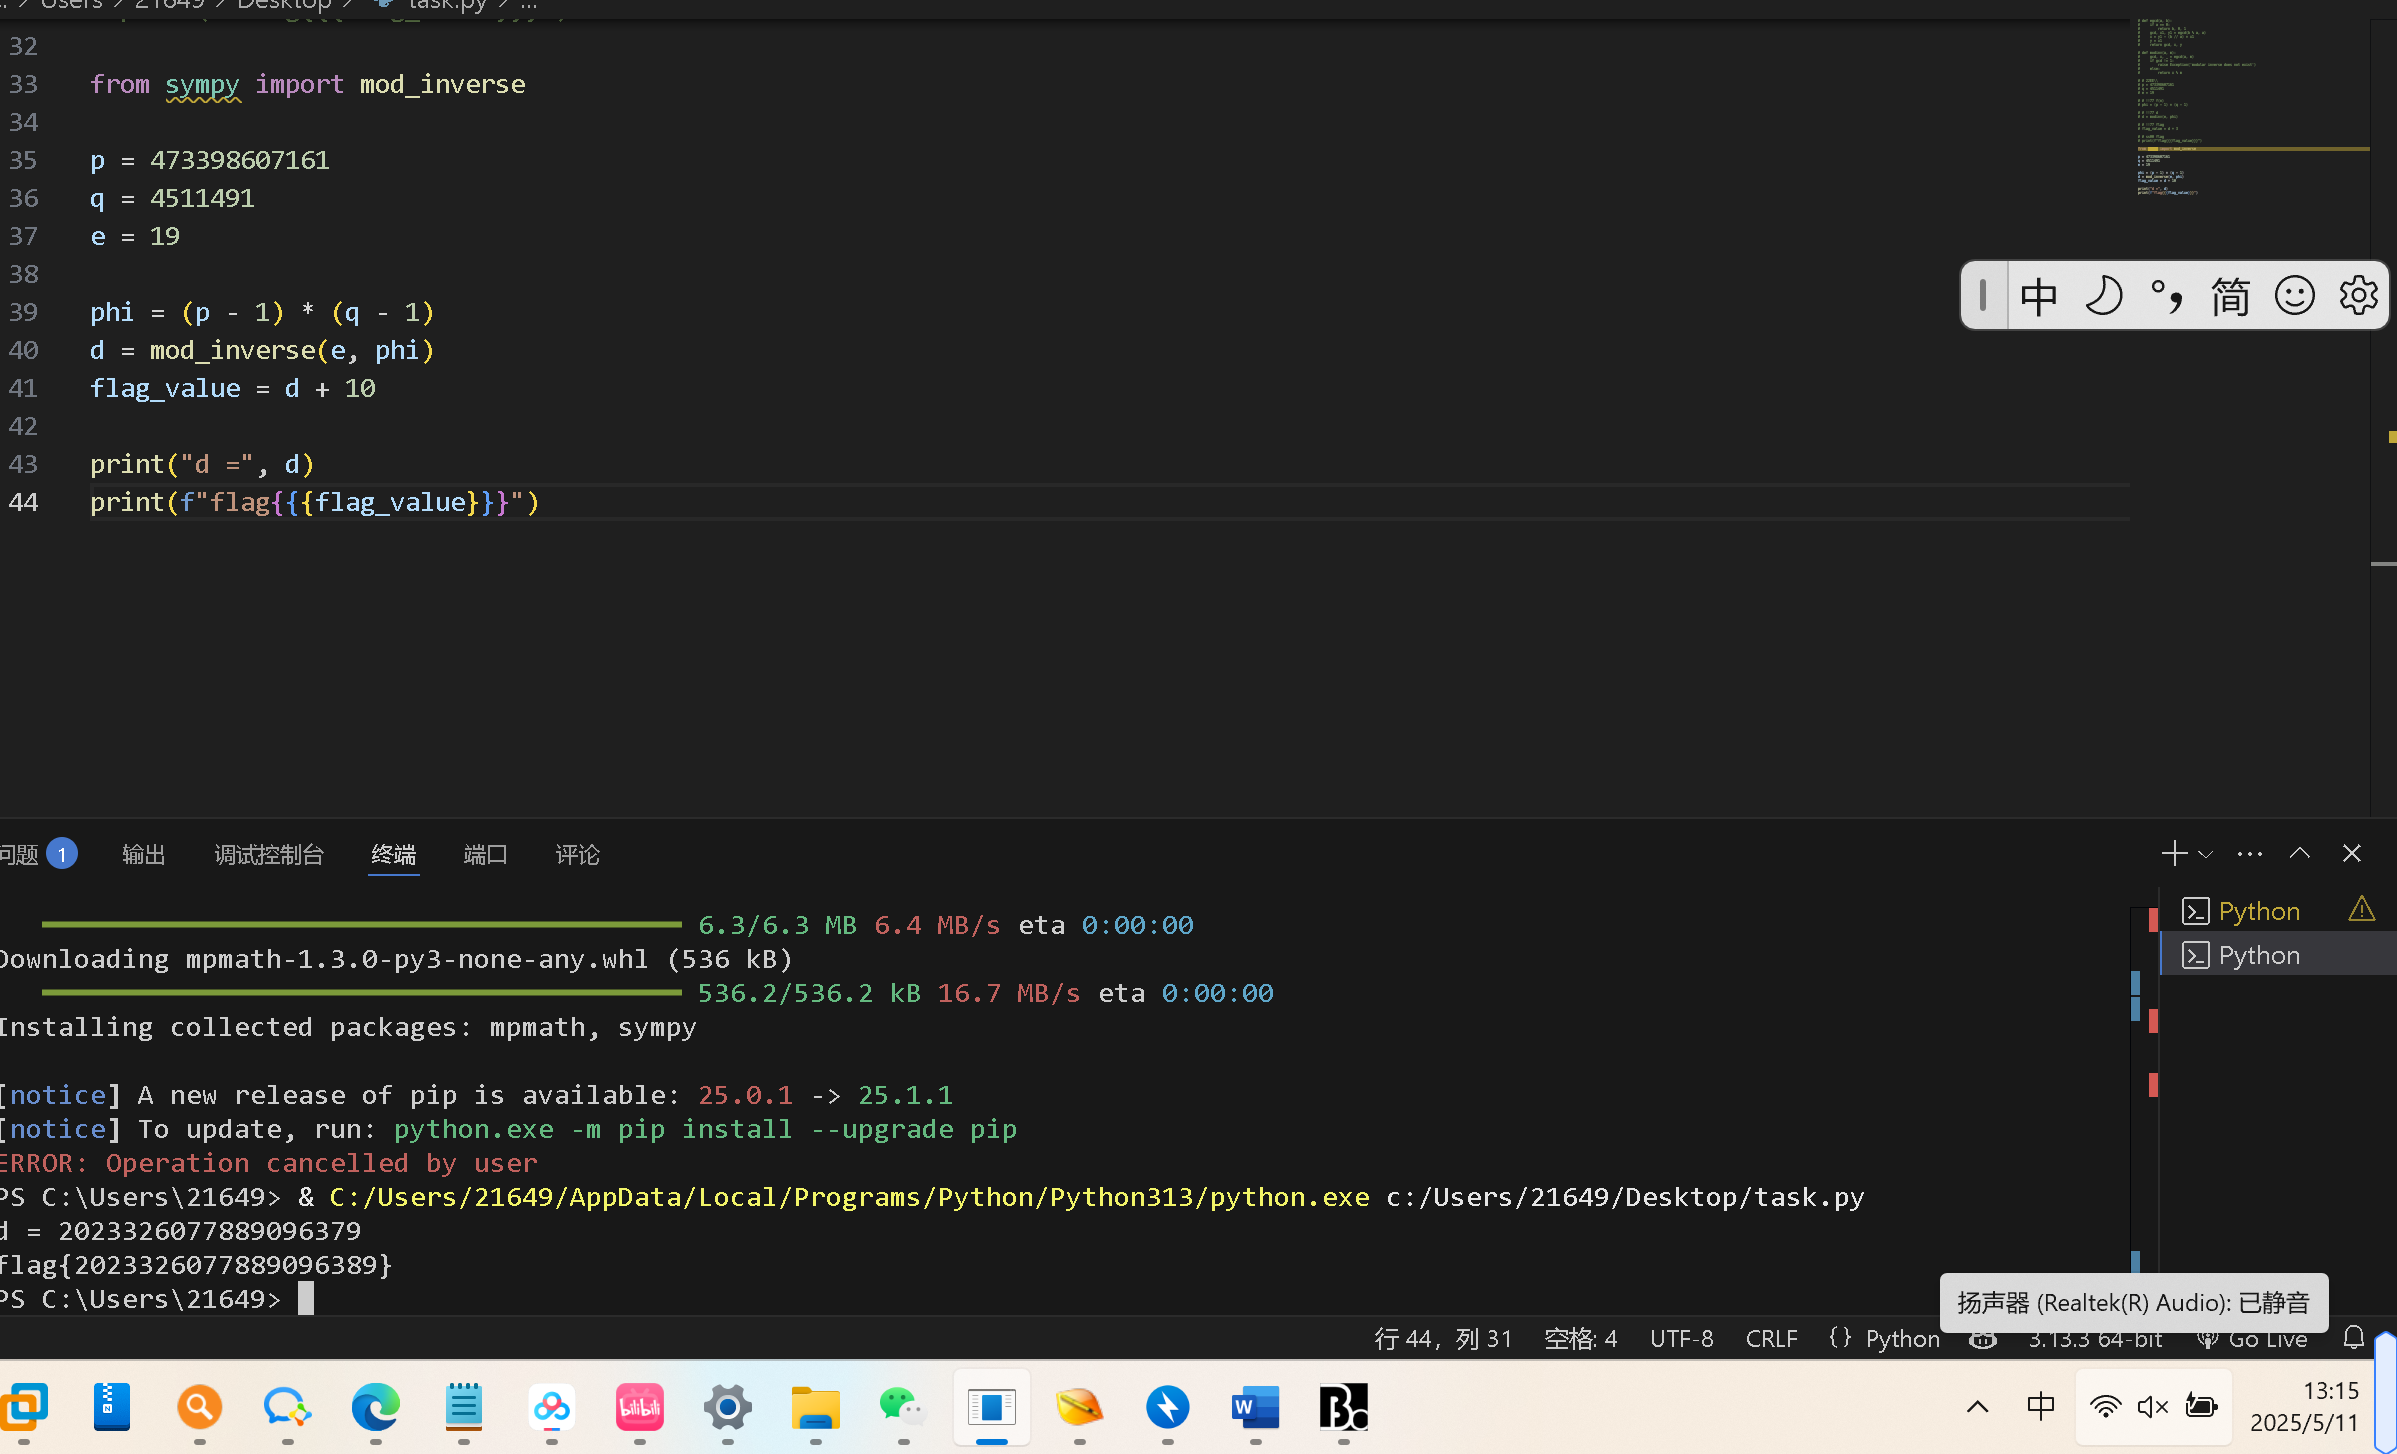 Users > 21649 > Desktop > task.py > ...
32
33 from sympy import mod_inverse
34
35 p = 473398607161
36 q = 4511491
37 e = 19
38
39 phi = (p - 1) * (q - 1)
40 d = mod_inverse(e, phi)
41 flag_value = d + 10
42
43 print("d =", d)
44 print(f"flag{{{flag_value}}}")
中 简
问题 1 输出 调试控制台 终端 端口 评论
Python
Python
6.3/6.3 MB 6.4 MB/s eta 0:00:00
Downloading mpmath-1.3.0-py3-none-any.whl (536 kB)
536.2/536.2 kB 16.7 MB/s eta 0:00:00
Installing collected packages: mpmath, sympy
[notice] A new release of pip is available: 25.0.1 -> 25.1.1
[notice] To update, run: python.exe -m pip install --upgrade pip
ERROR: Operation cancelled by user
PS C:\Users\21649> & C:/Users/21649/AppData/Local/Programs/Python/Python313/python.exe c:/Users/21649/Desktop/task.py
d = 2023326077889096379
flag{2023326077889096389}
PS C:\Users\21649>
扬声器 (Realtek(R) Audio): 已静音
行 44，列 31 空格: 4 UTF-8 CRLF {} Python 3.13.3 64-bit Go Live
bilibili
W
中
13:15
2025/5/11